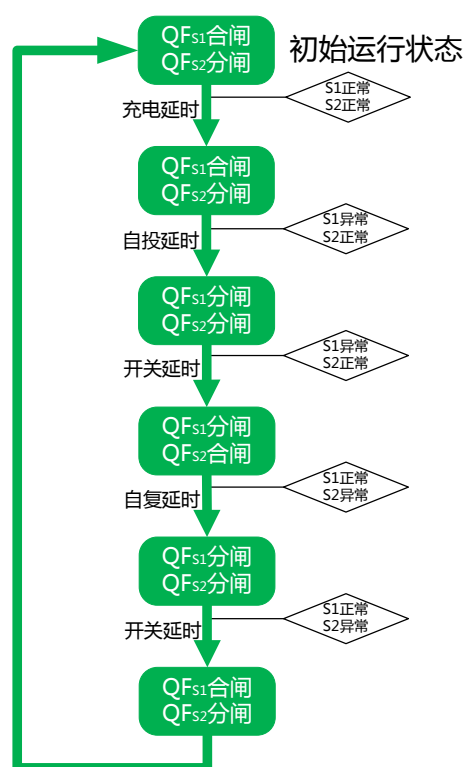 QFS1合闸
QFS2分闸
初始运行状态
S1正常
S2正常
充电延时
QFS1合闸
QFS2分闸
S1异常
S2正常
自投延时
QFS1分闸
QFS2分闸
S1异常
S2正常
开关延时
QFS1分闸
QFS2合闸
S1正常
S2异常
自复延时
QFS1分闸
QFS2分闸
S1正常
S2异常
开关延时
QFS1合闸
QFS2分闸